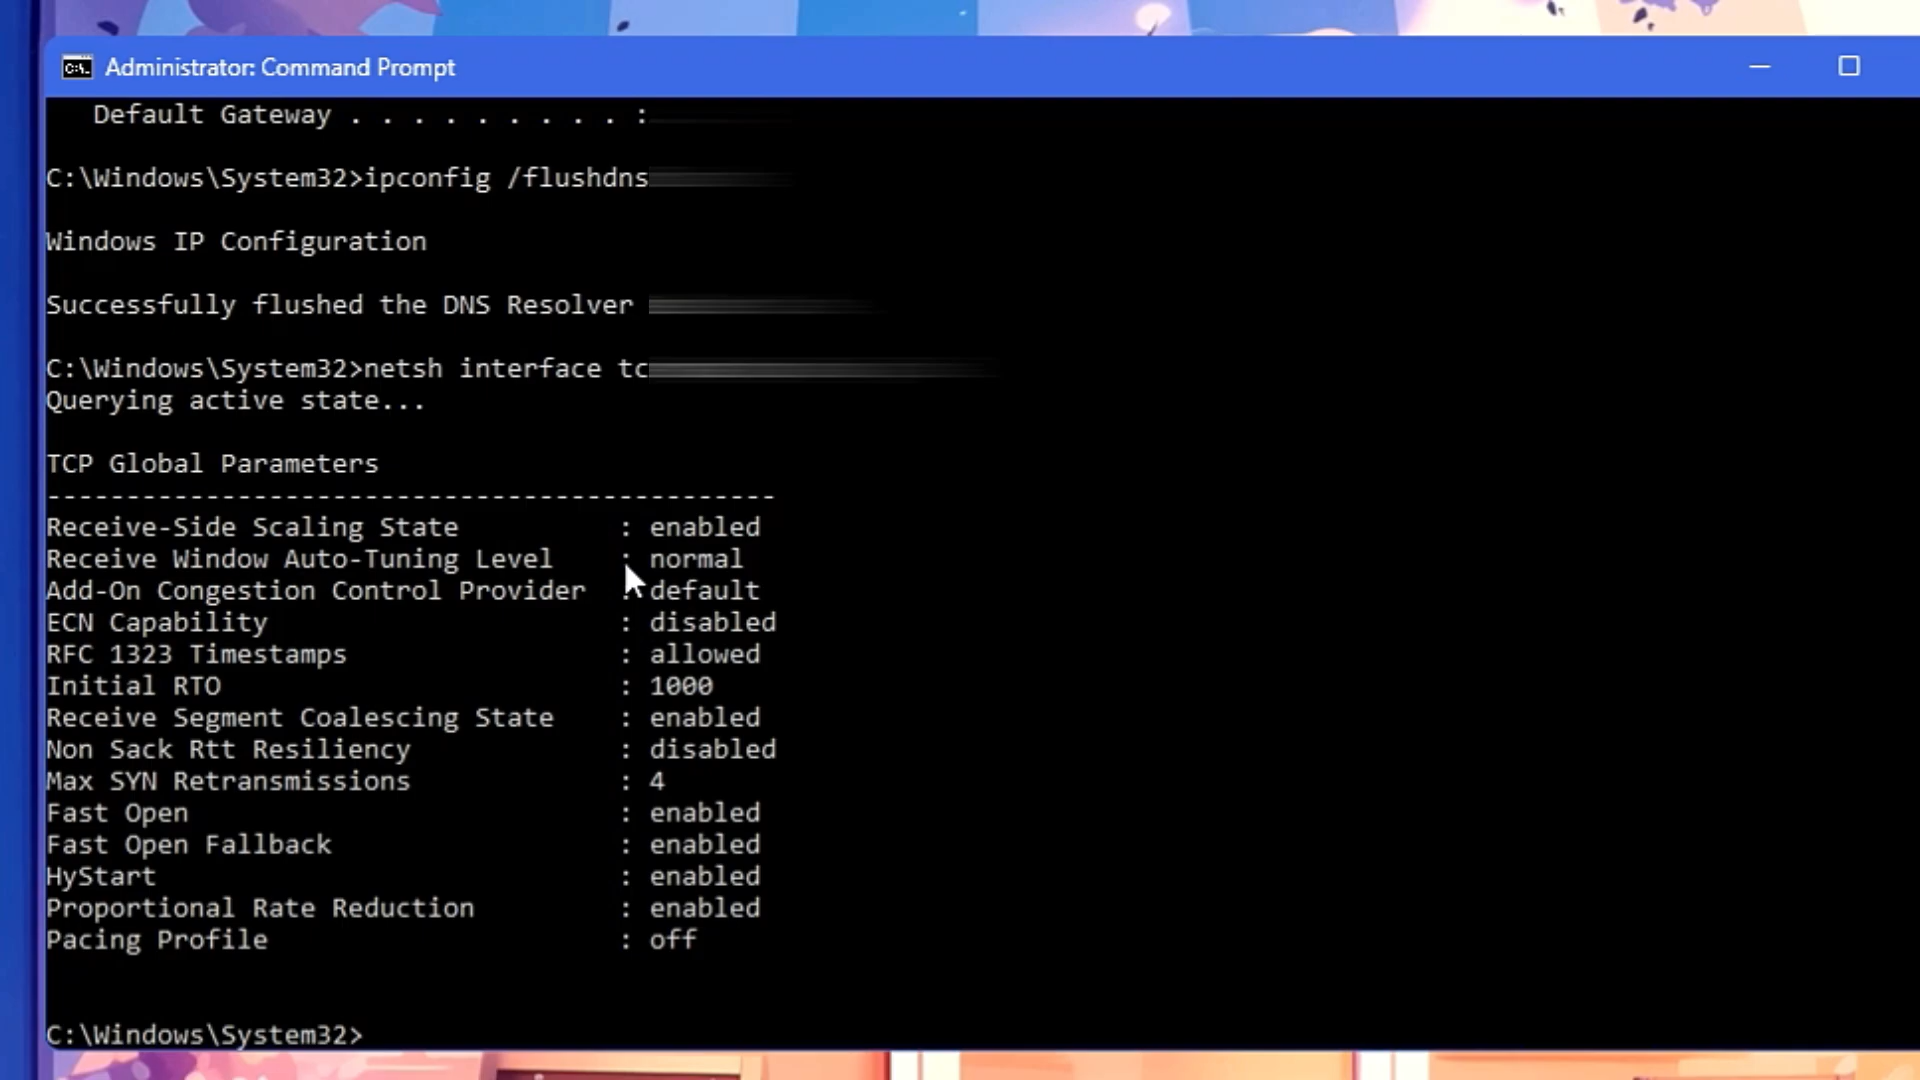 Administrator: Command Prompt
Default Gateway . . . . . . . . . :
C:\Windows\System32>ipconfig /flushdns
Windows IP Configuration
Successfully flushed the DNS Resolver
C:\Windows\System32>netsh interface tc
Querying active state...
TCP Global Parameters
----------------------------------------------
Receive-Side Scaling State : enabled
Receive Window Auto-Tuning Level : normal
Add-On Congestion Control Provider : default
ECN Capability : disabled
RFC 1323 Timestamps : allowed
Initial RTO : 1000
Receive Segment Coalescing State : enabled
Non Sack Rtt Resiliency : disabled
Max SYN Retransmissions : 4
Fast Open : enabled
Fast Open Fallback : enabled
HyStart : enabled
Proportional Rate Reduction : enabled
Pacing Profile : off
C:\Windows\System32>